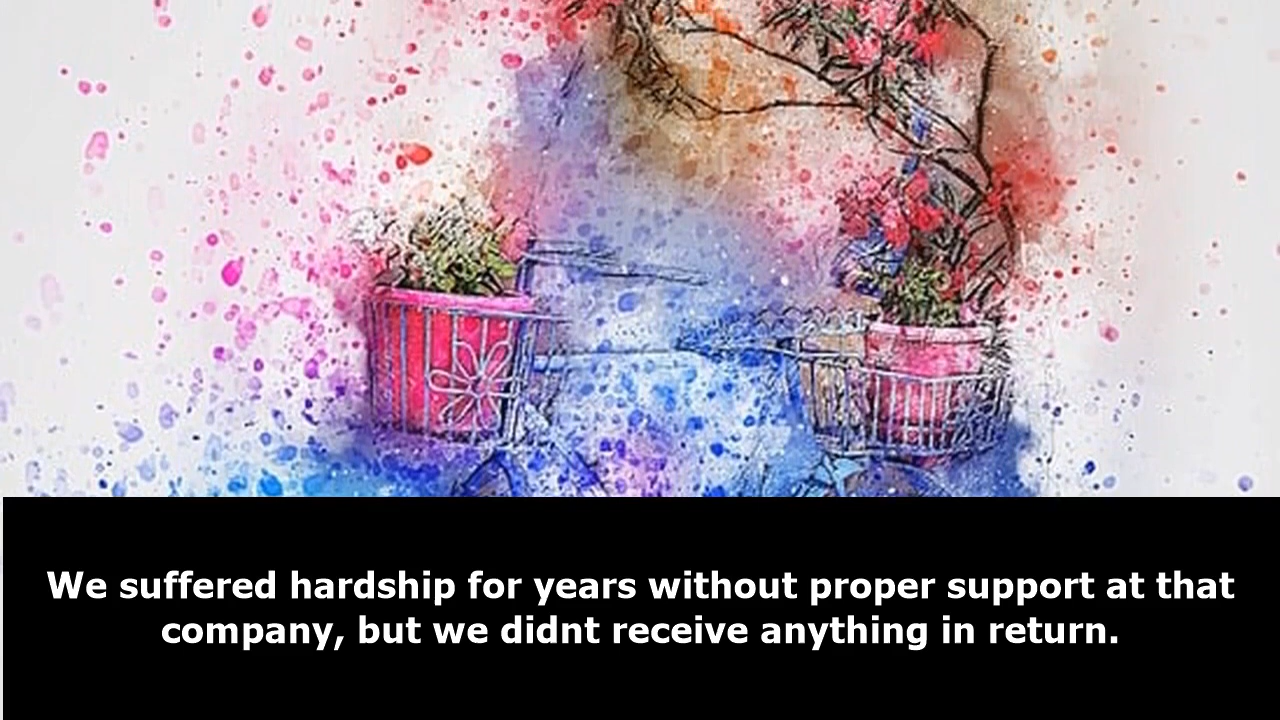 We suffered hardship for years without proper support at that
company, but we didnt receive anything in return.